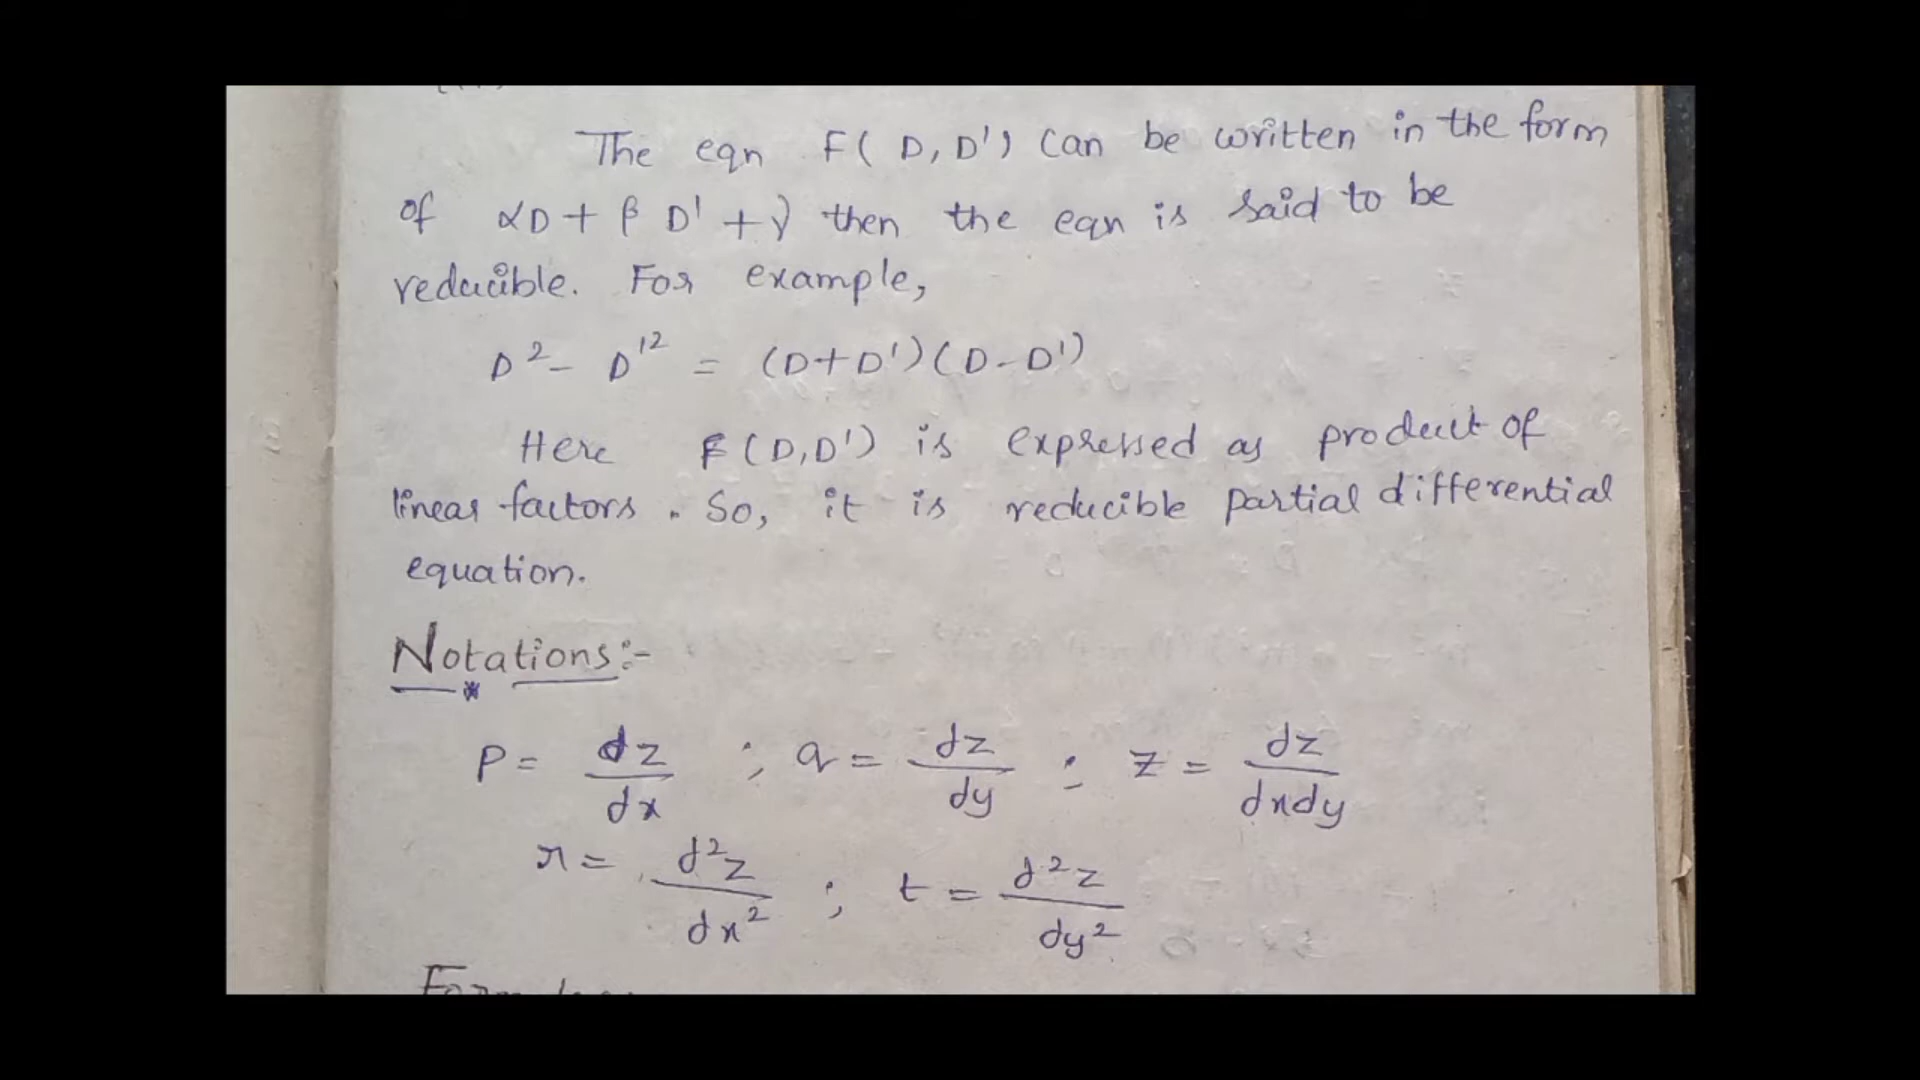 The eqn F( D, D') can be written in the form
of αD + β D' + γ then the eqn is said to be
reducible. For example,
D² - D'² = (D+D')(D-D')
Here F(D,D') is expressed as product of
linear factors. So, it is reducible partial differential
equation.
Notations:-
P = dz/dx ; q = dz/dy ; z = dz/dxdy
r = d²z/dx² ; t = d²z/dy²